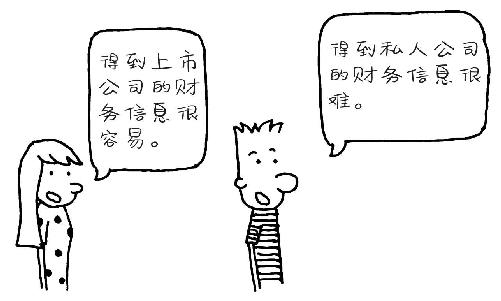 得到上市
公司的财
务信息很
容易。
得到私人公司
的财务信息很
难。